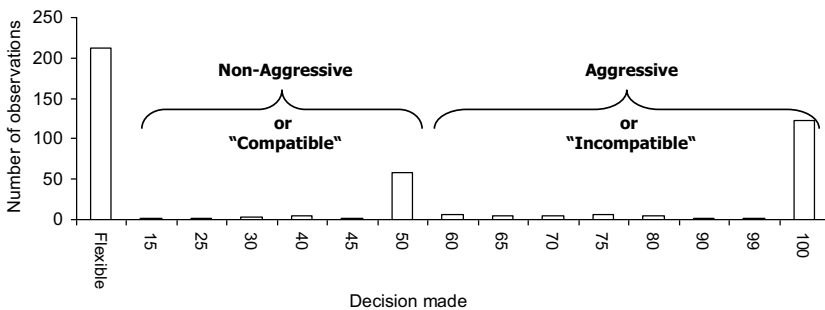 250
200
150
100
50
0
Number of observations
Non-Aggressive
or
"Compatible“
Aggressive
or
"Incompatible“
Flexible
15
25
30
40
45
50
60
65
70
75
80
90
99
100
Decision made